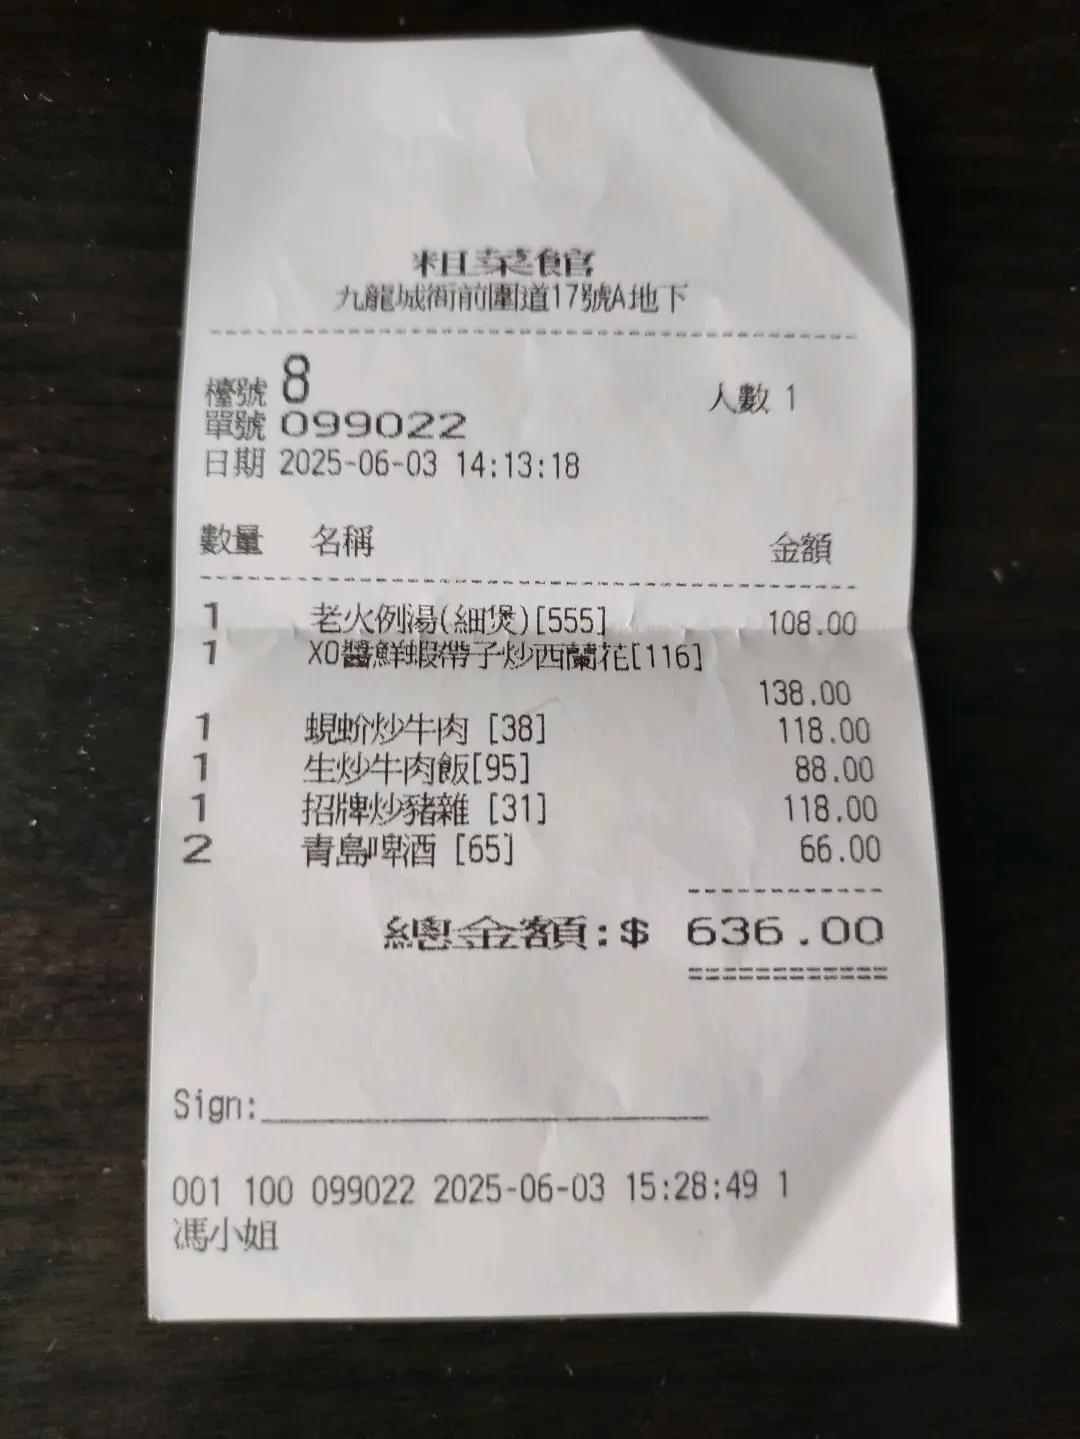 粗菜館
九龍城衙前圍道17號A地下
檯號 8 人數 1
單號 099022
日期 2025-06-03 14:13:18
數量 名稱 金額
1 老火例湯(細煲)[555] 108.00
1 XO醬鮮蝦帶子炒西蘭花[116]
138.00
1 蜆蚧炒牛肉 [38] 118.00
1 生炒牛肉飯[95] 88.00
1 招牌炒豬雜 [31] 118.00
2 青島啤酒 [65] 66.00
總金額:$ 636.00
Sign:
001 100 099022 2025-06-03 15:28:49 1
馮小姐